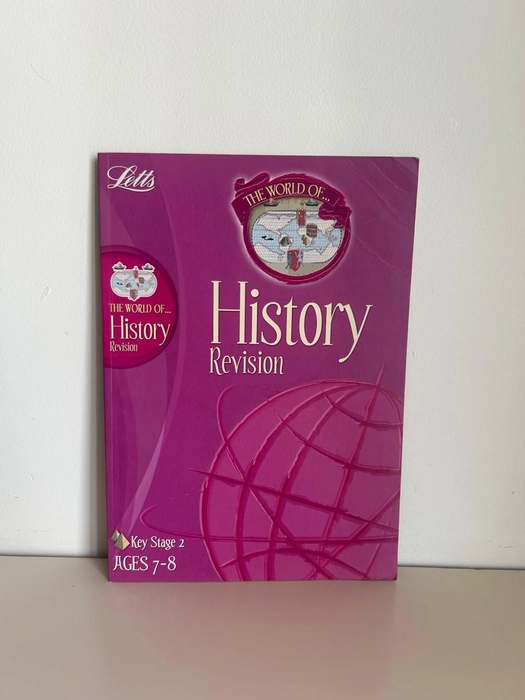 Letts
THE WORLD OF...
THE WORLD OF...
History
Revision
History
Revision
Key Stage 2
AGES 7-8